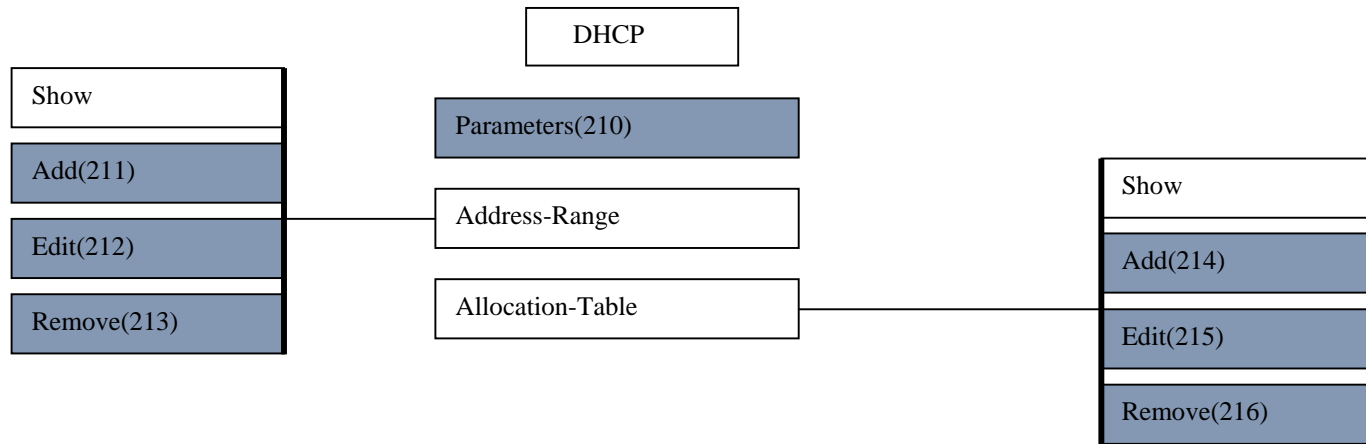 DHCP
Show
Add(211)
Edit(212)
Remove(213)
Parameters(210)
Address-Range
Allocation-Table
Show
Add(214)
Edit(215)
Remove(216)